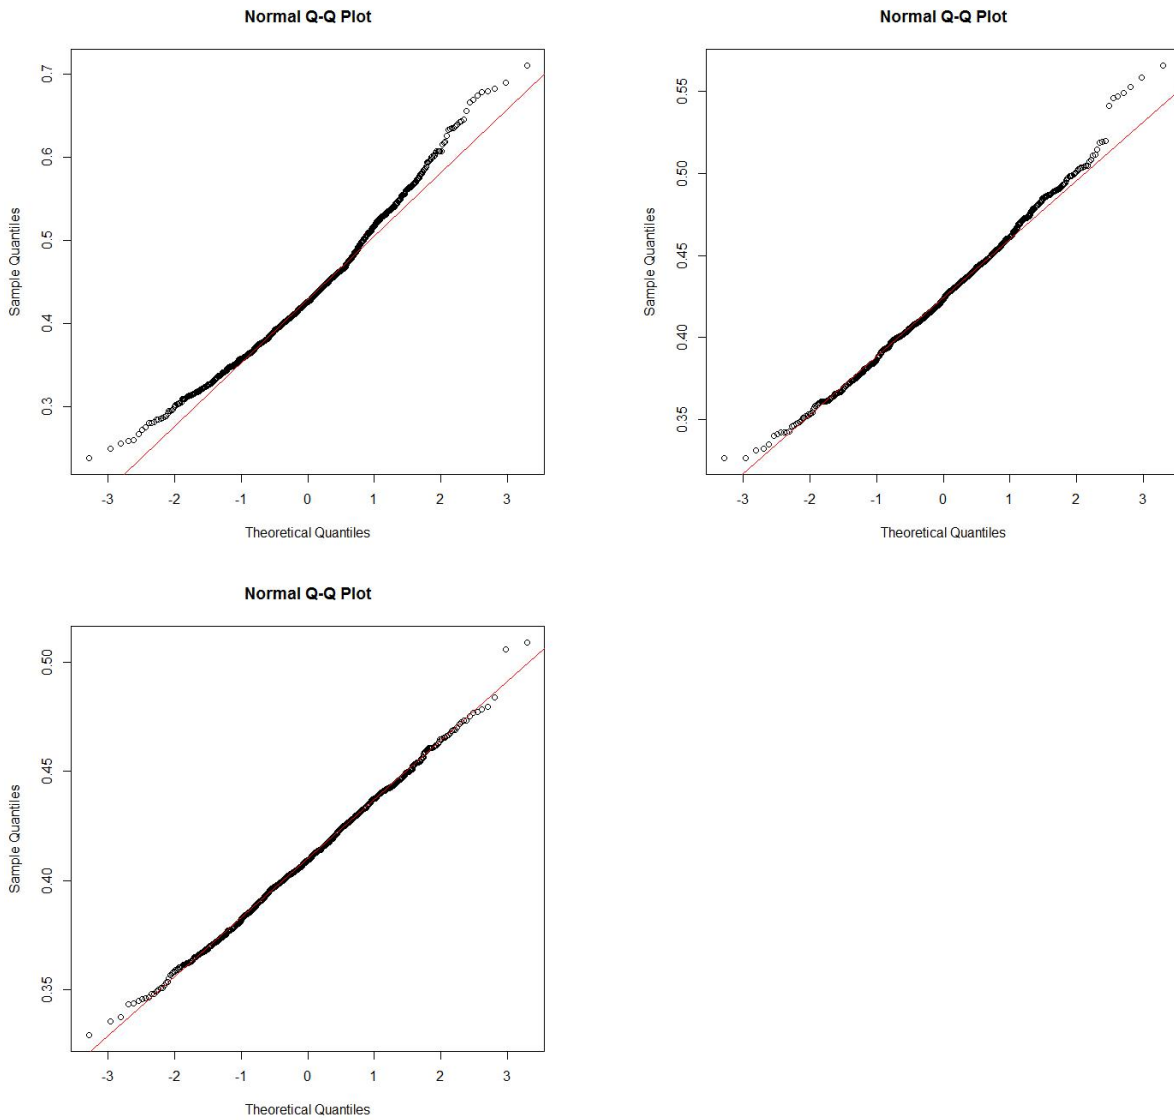 Normal Q-Q Plot
Sample Quantiles
0.7
0.6
0.5
0.4
0.3
-3 -2 -1 0 1 2 3
Theoretical Quantiles
Normal Q-Q Plot
Sample Quantiles
0.55
0.50
0.45
0.40
0.35
-3 -2 -1 0 1 2 3
Theoretical Quantiles
Normal Q-Q Plot
Sample Quantiles
0.50
0.45
0.40
0.35
-3 -2 -1 0 1 2 3
Theoretical Quantiles